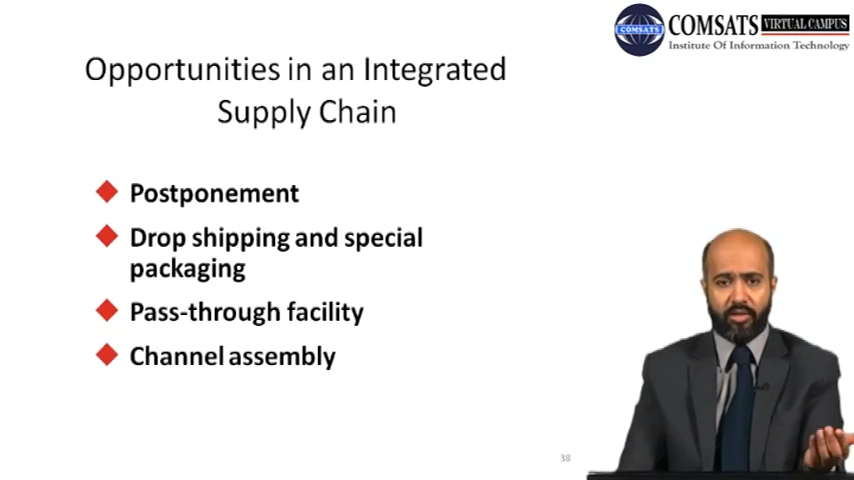 COMSATS VIRTUAL CAMPUS
COMSATS
Institute Of Information Technology
Opportunities in an Integrated
Supply Chain
Postponement
Drop shipping and special
packaging
Pass-through facility
Channel assembly
38